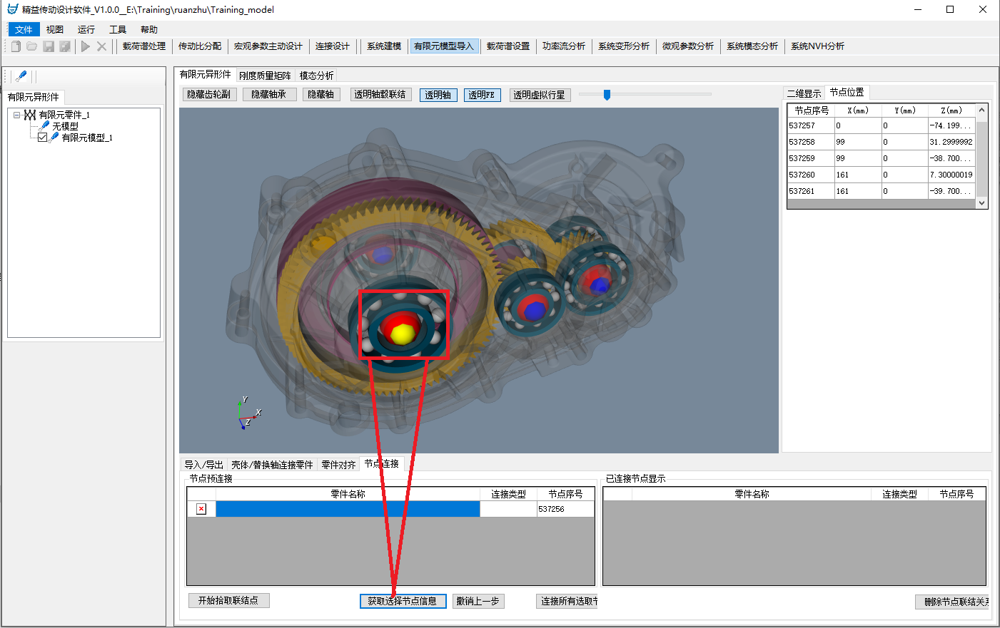 精益传动设计软件_V1.0.0__E:\Training\ruanzhu\Training_model
文件 视图 运行 工具 帮助
载荷谱处理 传动比分配 宏观参数主动设计 连接设计 系统建模 有限元模型导入 载荷谱设置 功率流分析 系统变形分析 微观参数分析 系统模态分析 系统NVH分析
有限元异形件
有限元零件_1
无模型
有限元模型_1
有限元异形件 刚度质量矩阵 模态分析
隐藏齿轮副 隐藏轴承 隐藏轴 透明轴毂联结 透明轴 透明FE 透明虚拟行星
Y
X
Z
二维显示 节点位置
节点序号 X(mm) Y(mm) Z(mm)
537257 0 0 -74.199...
537258 99 0 31.2999992
537259 99 0 -38.700...
537260 161 0 7.30000019
537261 161 0 -39.700...
导入/导出 壳体/替换轴连接零件 零件对齐 节点连接
节点预连接
零件名称 连接类型 节点序号
537256
开始拾取联结点 获取选择节点信息 撤销上一步 连接所有选取
已连接节点显示
零件名称 连接类型 节点序号
删除节点联结关